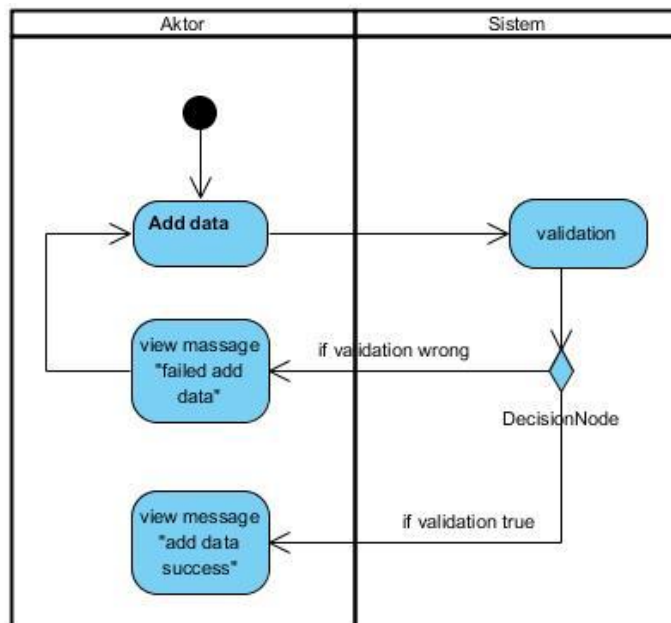 Aktor
Sistem
Add data
validation
view massage
"failed add
data"
if validation wrong
DecisionNode
view message
"add data
success"
if validation true